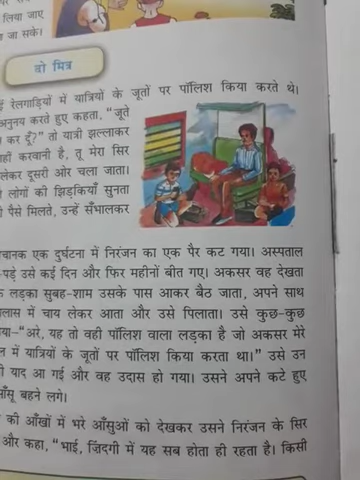 लिया जाए
जा सके।
दो मित्र
रेलगाड़ियों में यात्रियों के जूतों पर पॉलिश किया करते थे।
अनुनय करते हुए कहता, “जूते
कर दूँ?” तो यात्री झल्लाकर
नहीं करवानी है, तू मेरा सिर
लेकर दूसरी ओर चला जाता।
लोगों की झिड़कियाँ सुनता
पैसे मिलते, उन्हें सँभालकर
चानक एक दुर्घटना में निरंजन का एक पैर कट गया। अस्पताल
-पड़े उसे कई दिन और फिर महीनों बीत गए। अकसर वह देखता
लड़का सुबह-शाम उसके पास आकर बैठ जाता, अपने साथ
लास में चाय लेकर आता और उसे पिलाता। उसे कुछ-कुछ
या–“अरे, यह तो वही पॉलिश वाला लड़का है जो अकसर मेरे
न में यात्रियों के जूतों पर पॉलिश किया करता था।” उसे उन
ी याद आ गई और वह उदास हो गया। उसने अपने कटे हुए
आँसू बहने लगे।
की आँखों में भरे आँसुओं को देखकर उसने निरंजन के सिर
और कहा, “भाई, ज़िंदगी में यह सब होता ही रहता है। किसी